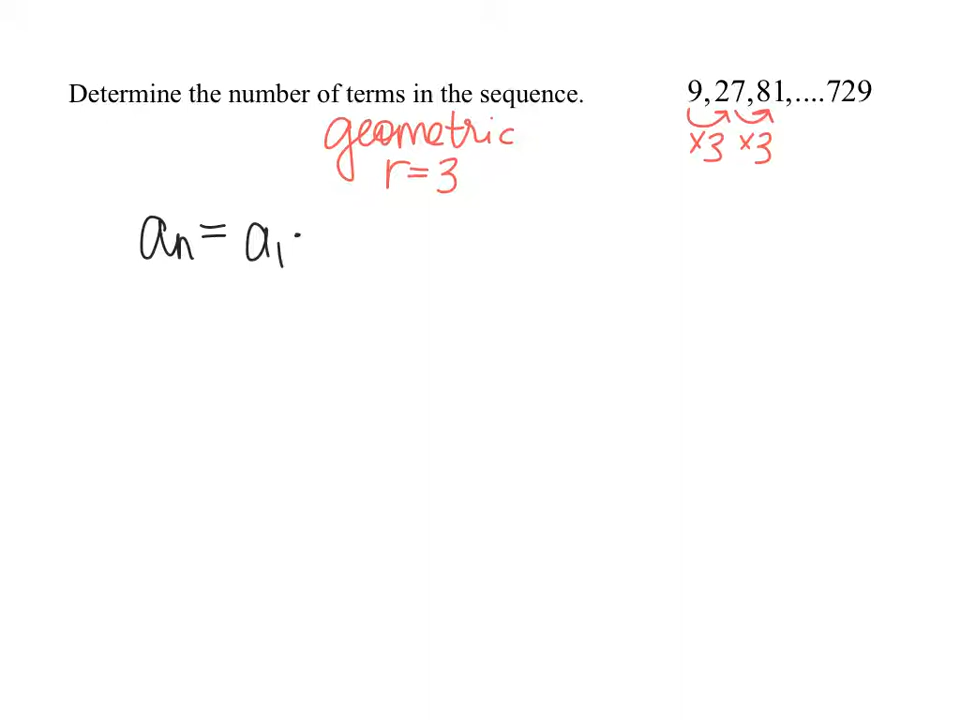 Determine the number of terms in the sequence. 9,27,81,....729
geometric ×3 ×3
r=3
an = a1 ·